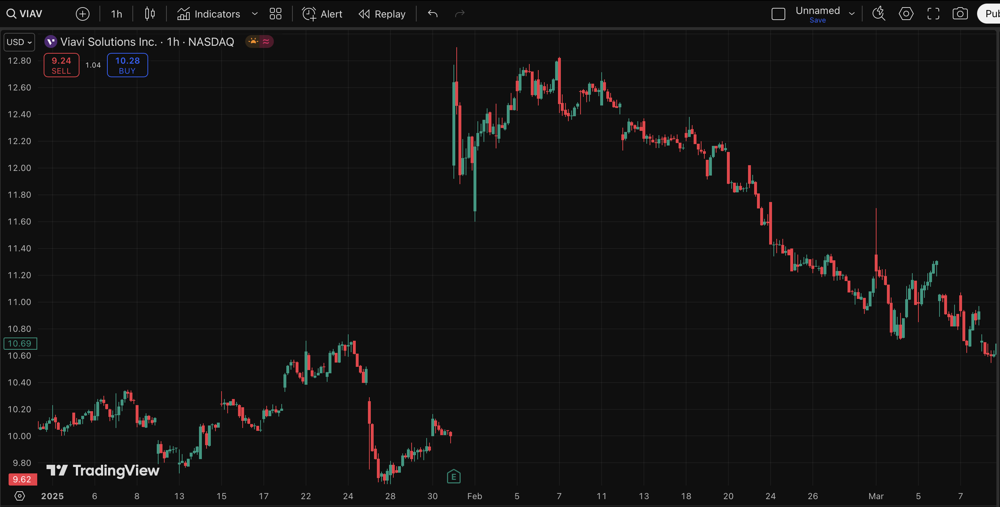 VIAV 1h Indicators Alert Replay Unnamed Pub
Save
USD Viavi Solutions Inc. · 1h · NASDAQ
9.24 SELL 1.04 10.28 BUY
12.80
12.60
12.40
12.20
12.00
11.80
11.60
11.40
11.20
11.00
10.80
10.69
10.60
10.40
10.20
10.00
9.80
9.62
TradingView
E
2025 6 8 13 15 17 22 24 28 30 Feb 5 7 11 13 18 20 24 26 Mar 5 7